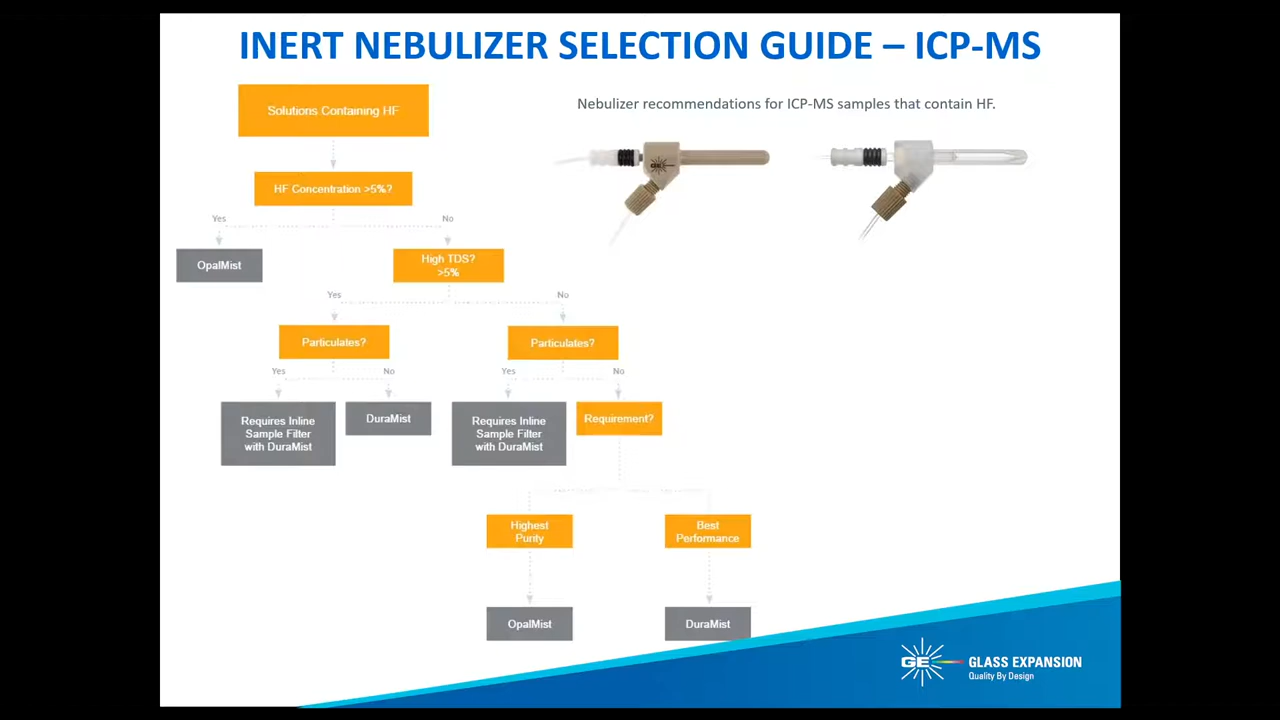 INERT NEBULIZER SELECTION GUIDE – ICP-MS
Solutions Containing HF
Nebulizer recommendations for ICP-MS samples that contain HF.
HF Concentration >5%?
Yes
No
OpalMist
High TDS?
>5%
Yes
No
Particulates?
Particulates?
Yes
No
Yes
No
Requires Inline
Sample Filter
with DuraMist
DuraMist
Requires Inline
Sample Filter
with DuraMist
Requirement?
Highest
Purity
Best
Performance
OpalMist
DuraMist
GE
GLASS EXPANSION
Quality By Design